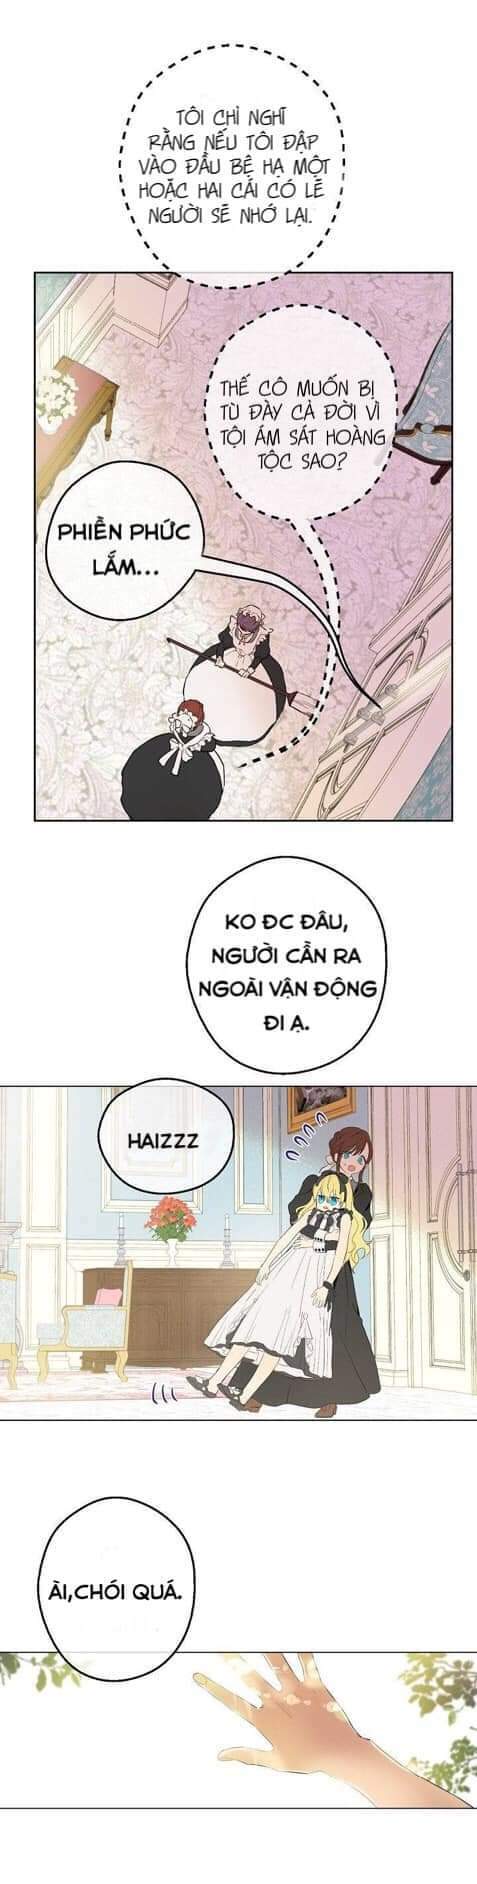 TÔI CHỈ NGHĨ
RẰNG NẾU TÔI ĐẬP
VÀO ĐẦU BỆ HẠ MỘT
HOẶC HAI CÁI CÓ LẼ
NGƯỜI SẼ NHỚ LẠI.
THẾ CÔ MUỐN BỊ
TÙ ĐÀY CẢ ĐỜI VÌ
TỘI ÁM SÁT HOÀNG
TỘC SAO?
PHIỀN PHỨC
LẮM...
KO ĐC ĐÂU,
NGƯỜI CẦN RA
NGOÀI VẬN ĐỘNG
ĐI Ạ.
HAIZZZ
ÀI,CHÓI QUÁ.